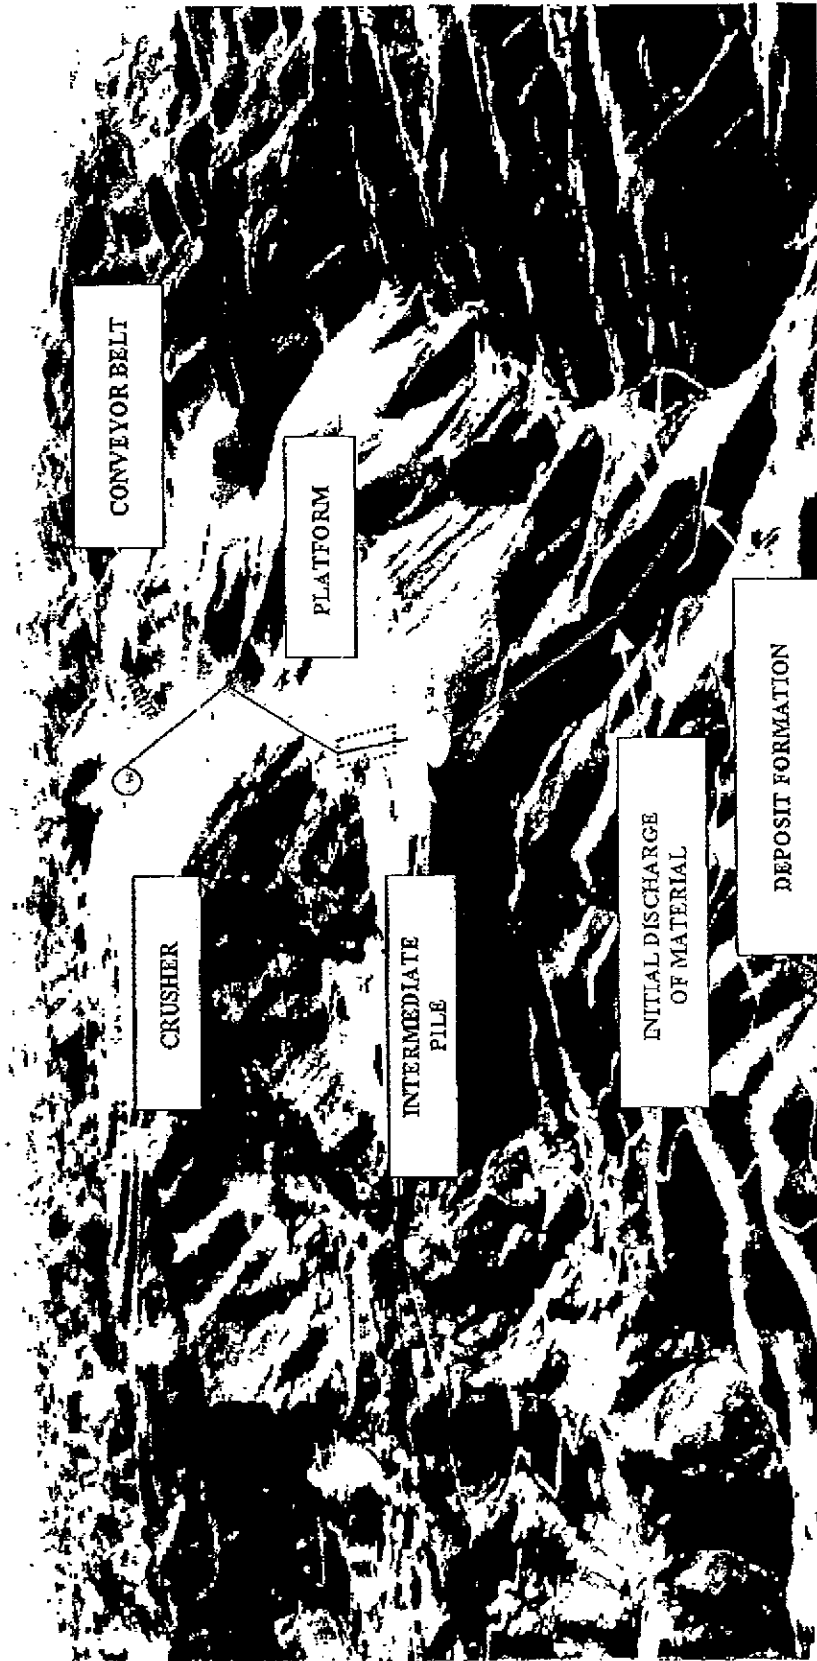 CONVEYOR BELT
CRUSHER
PLATFORM
INTERMEDIATE
PILE
INITIAL DISCHARGE
OF MATERIAL
DEPOSIT FORMATION